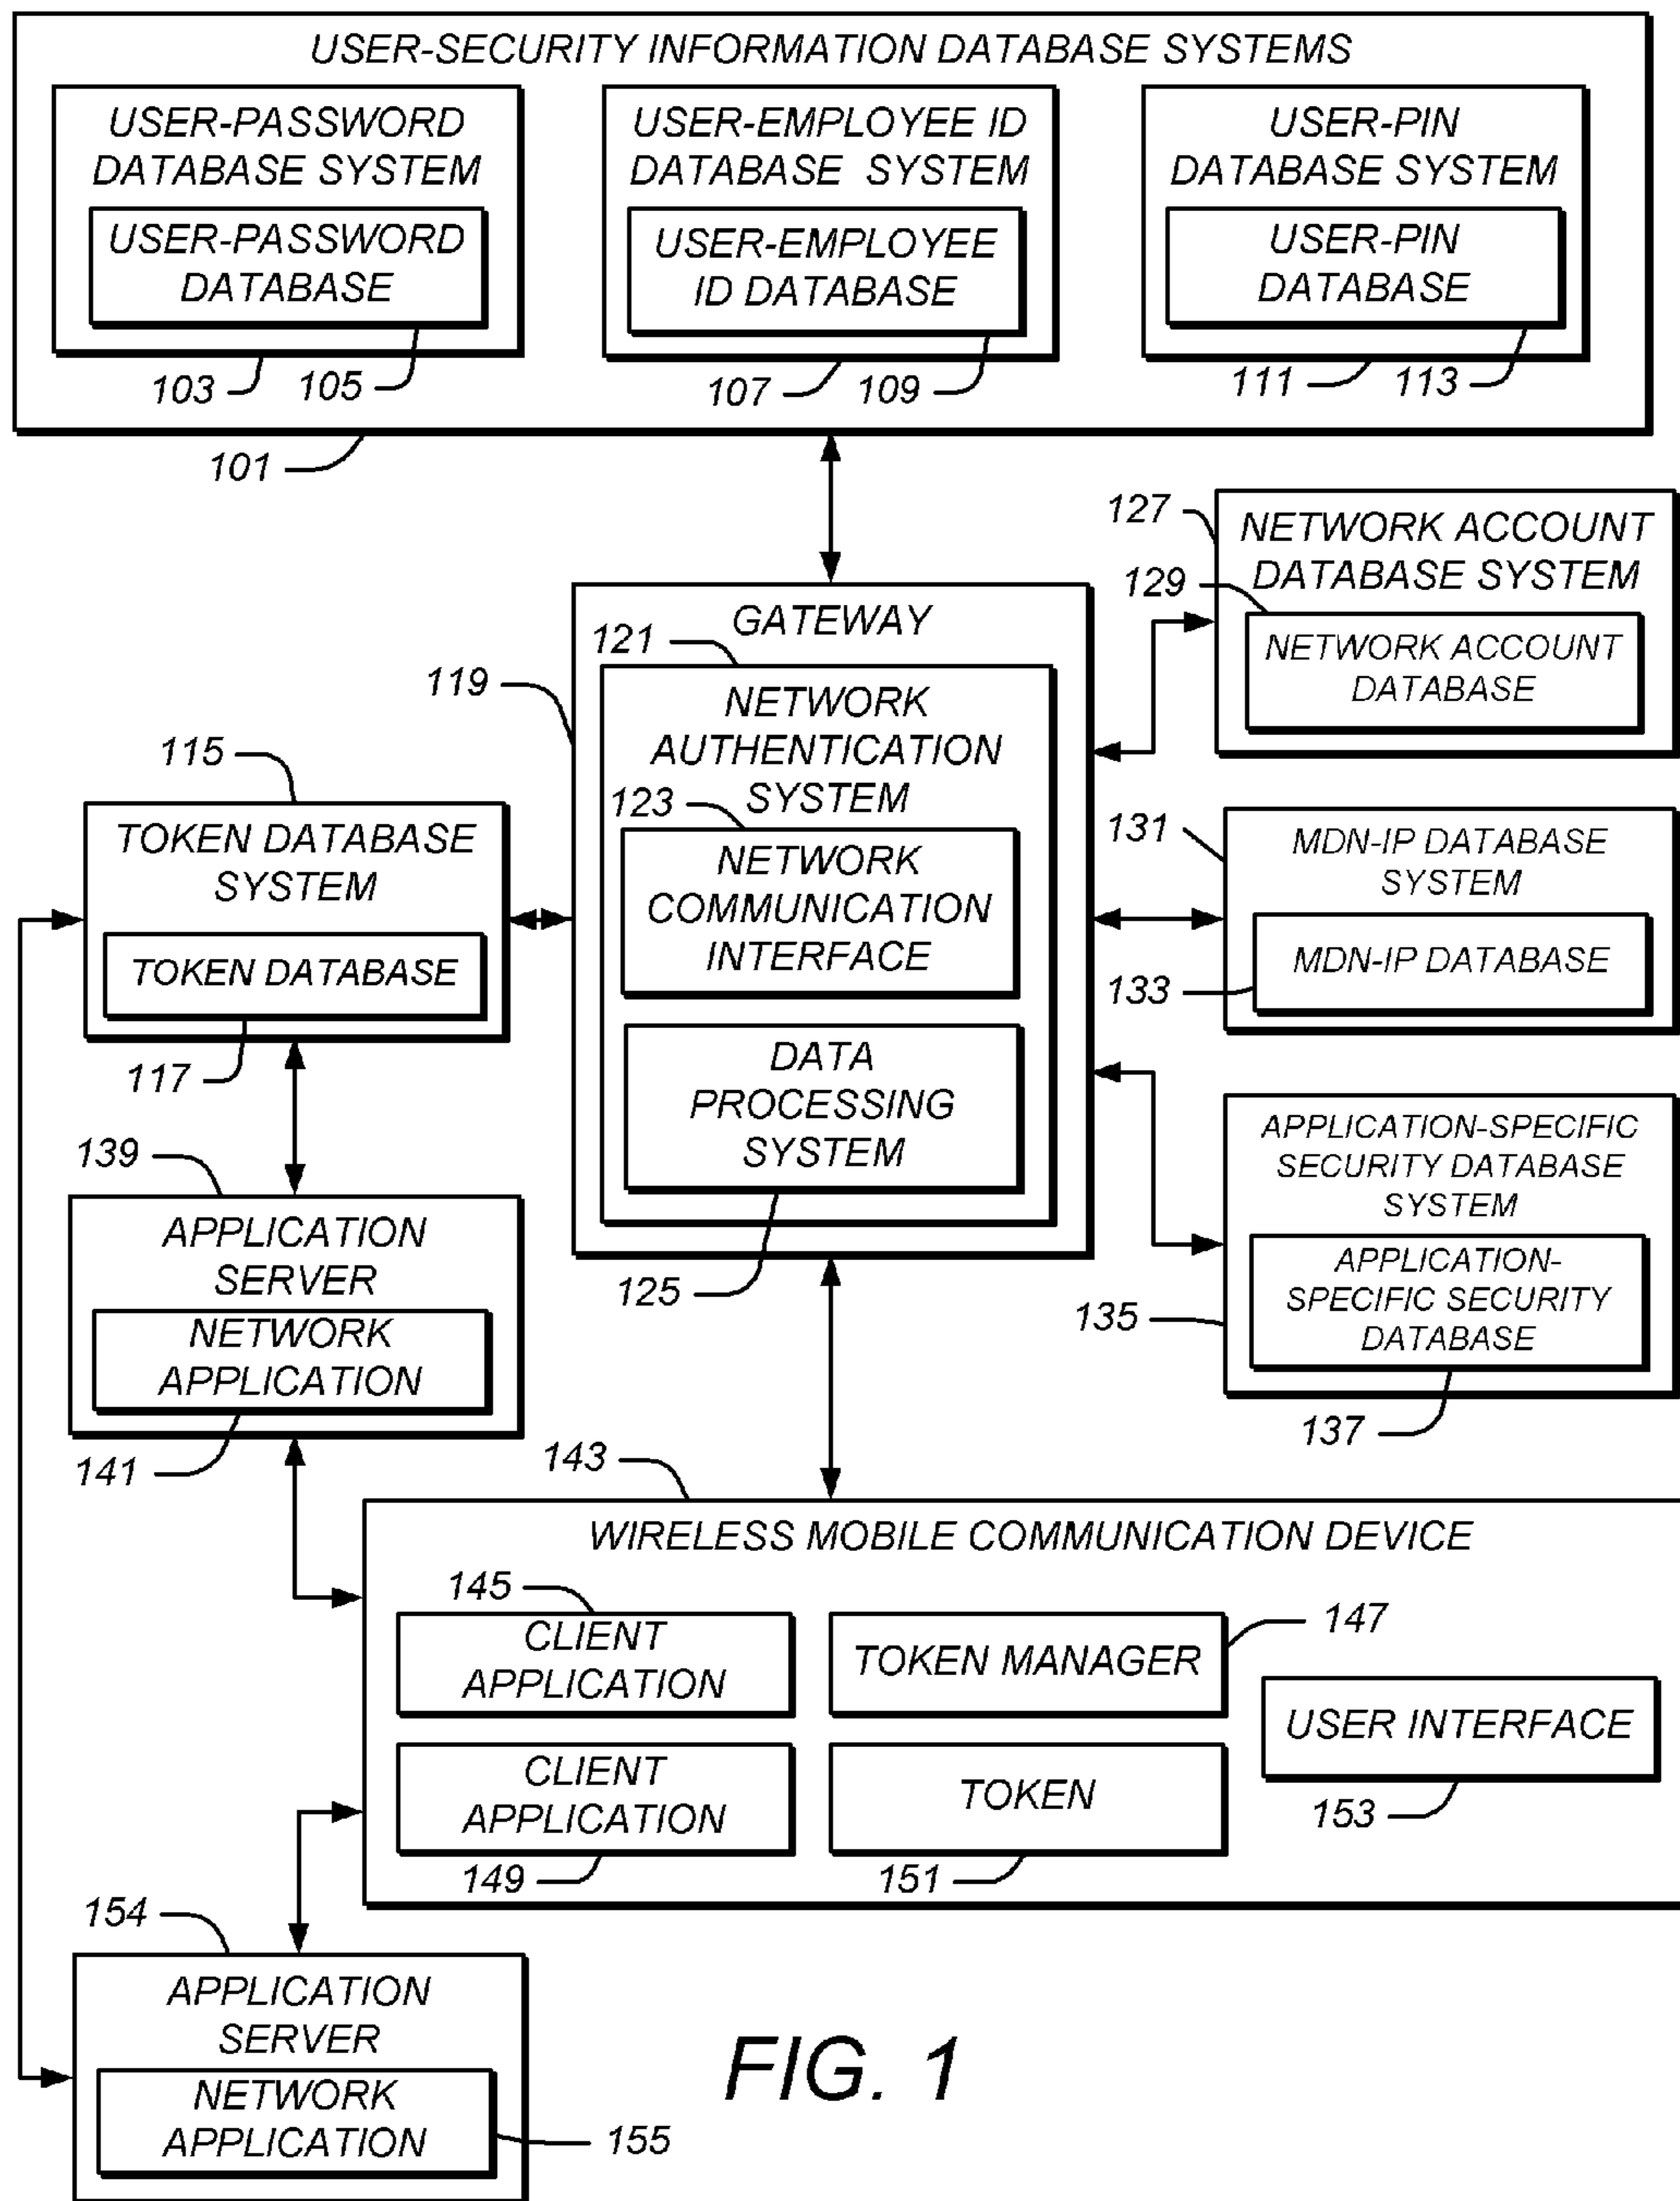 USER-SECURITY INFORMATION DATABASE SYSTEMS
USER-PASSWORD
DATABASE SYSTEM
USER-PASSWORD
DATABASE
103
105
USER-EMPLOYEE ID
DATABASE SYSTEM
USER-EMPLOYEE
ID DATABASE
107
109
USER-PIN
DATABASE SYSTEM
USER-PIN
DATABASE
111
113
101
127
NETWORK ACCOUNT
DATABASE SYSTEM
129
NETWORK ACCOUNT
DATABASE
GATEWAY
121
119
NETWORK
AUTHENTICATION
SYSTEM
123
NETWORK
COMMUNICATION
INTERFACE
DATA
PROCESSING
SYSTEM
125
115
TOKEN DATABASE
SYSTEM
TOKEN DATABASE
117
131
MDN-IP DATABASE
SYSTEM
MDN-IP DATABASE
133
APPLICATION-SPECIFIC
SECURITY DATABASE
SYSTEM
APPLICATION-
SPECIFIC SECURITY
DATABASE
135
137
139
APPLICATION
SERVER
NETWORK
APPLICATION
141
143
WIRELESS MOBILE COMMUNICATION DEVICE
145
CLIENT
APPLICATION
TOKEN MANAGER
147
USER INTERFACE
153
CLIENT
APPLICATION
149
TOKEN
151
154
APPLICATION
SERVER
NETWORK
APPLICATION
155
FIG. 1